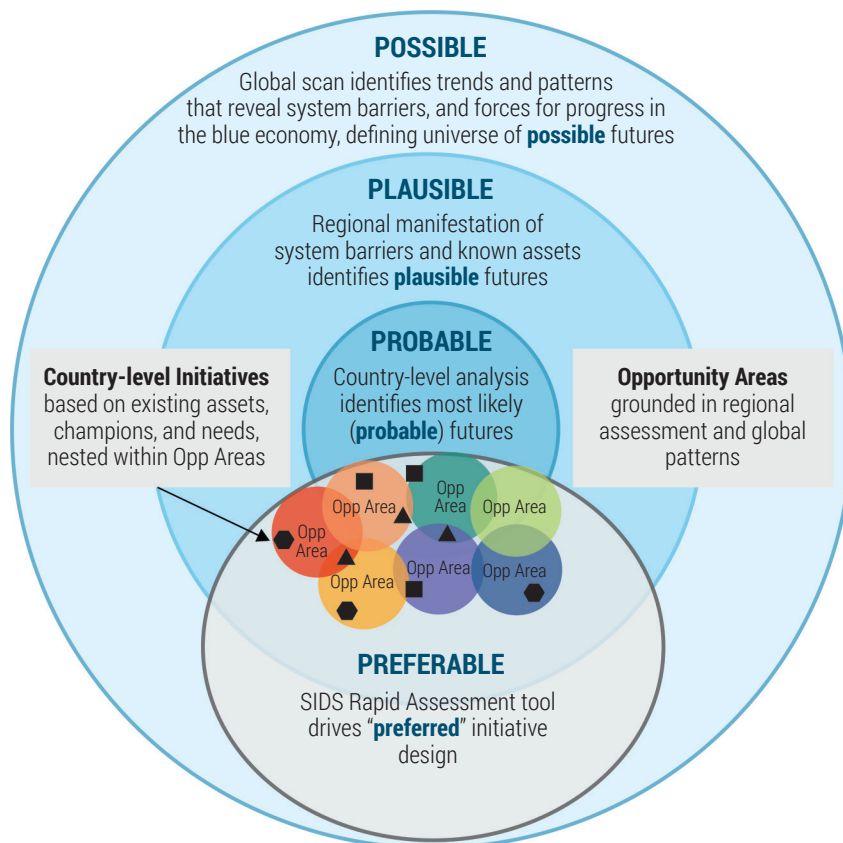 POSSIBLE
Global scan identifies trends and patterns
that reveal system barriers, and forces for progress in
the blue economy, defining universe of possible futures
PLAUSIBLE
Regional manifestation of
system barriers and known assets
identifies plausible futures
PROBABLE
Country-level analysis
identifies most likely
(probable) futures
Country-level Initiatives
based on existing assets,
champions, and needs,
nested within Opp Areas
Opportunity Areas
grounded in regional
assessment and global
patterns
Opp
Area
Opp Area
Opp
Area
Opp Area
Opp Area
Opp Area
Opp Area
PREFERABLE
SIDS Rapid Assessment tool
drives “preferred” initiative
design